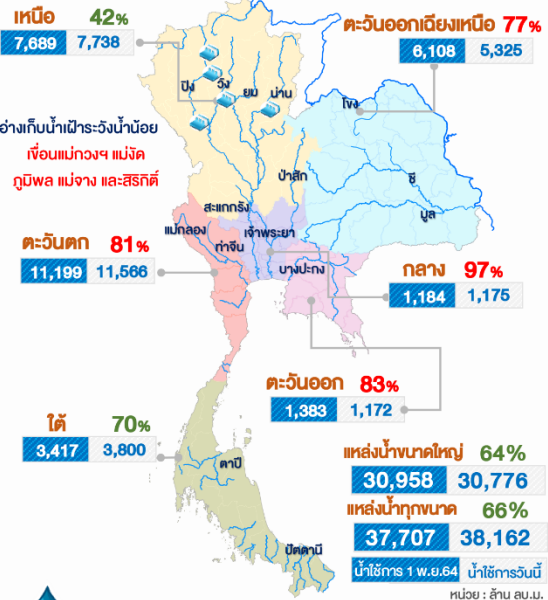 เหนือ 42%
7,689 7,738
ตะวันออกเฉียงเหนือ 77%
6,108 5,325
ปิง
วัง
ยม
น่าน
โขง
อ่างเก็บน้ำเฝ้าระวังน้ำน้อย
เขื่อนแม่กวงฯ แม่งัด
ภูมิพล แม่จาง และสิริกิติ์
ป่าสัก
ชี
มูล
สะแกกรัง
แม่กลอง
ท่าจีน
เจ้าพระยา
บางปะกง
ตะวันตก 81%
11,199 11,566
กลาง 97%
1,184 1,175
ตะวันออก 83%
1,383 1,172
ใต้ 70%
3,417 3,800
ตาปี
ปัตตานี
แหล่งน้ำขนาดใหญ่ 64%
30,958 30,776
แหล่งน้ำทุกขนาด 66%
37,707 38,162
น้ำใช้การ 1 พ.ย.64 น้ำใช้การวันนี้
หน่วย : ล้าน ลบ.ม.